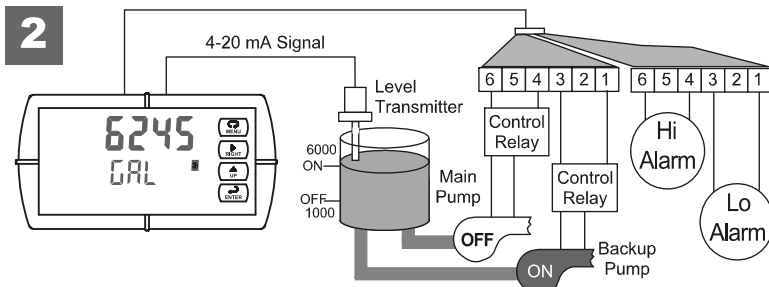 2
4-20 mA Signal
Level
Transmitter
6245
GAL
MENU
RIGHT
UP
ENTER
6000
ON
OFF
1000
Main
Pump
OFF
ON
Backup
Pump
6 5 4 3 2 1
Control
Relay
Control
Relay
6 5 4 3 2 1
Hi
Alarm
Lo
Alarm